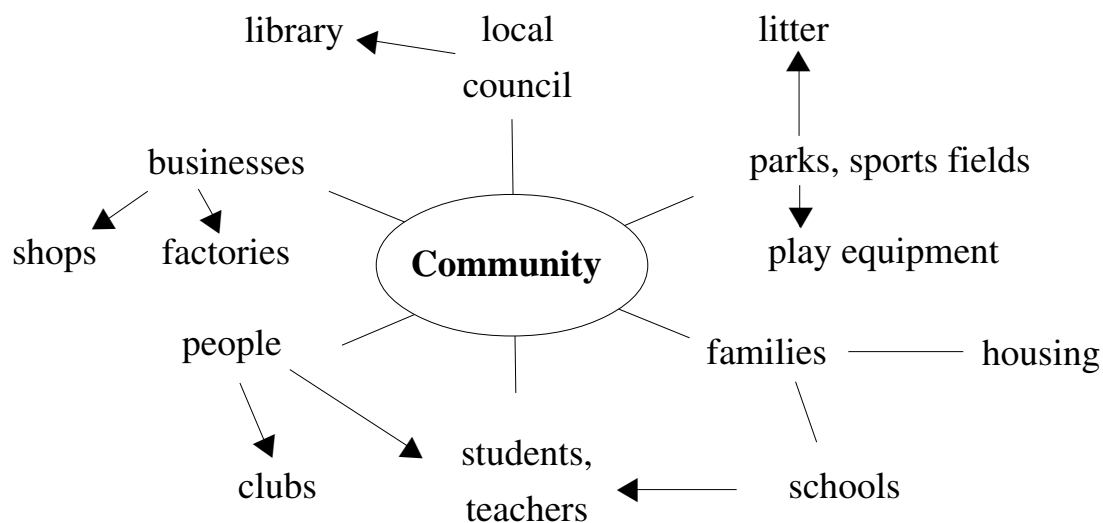 library
local
council
litter
businesses
parks, sports fields
shops
factories
Community
play equipment
people
families
housing
clubs
students,
teachers
schools